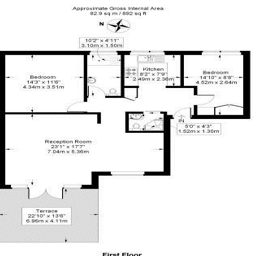 Approximate Gross Internal Area
82.3 sq m / 882 sq ft
Bedroom
14'3" x 11'6"
4.34m x 3.51m
10'2" x 4'11"
3.10m x 1.50m
Kitchen
8'2" x 7'9"
2.49m x 2.36m
Bedroom
14'10" x 8'8"
4.52m x 2.64m
IN
5'0" x 4'3"
1.52m x 1.30m
Reception Room
23'1" x 17'7"
7.04m x 5.36m
Terrace
22'10" x 13'6"
6.96m x 4.11m
First Floor